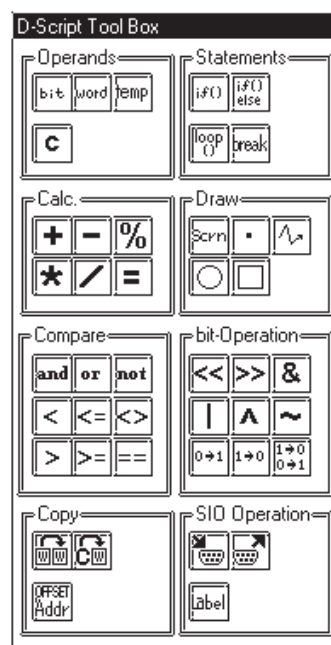 D-Script Tool Box
Operands
bit word temp
C
Statements
if() if() else
loop () break
Calc.
+ - %
* / =
Draw
Scrn
Compare
and or not
< <= <>
> >= ==
bit-Operation
<< >> &
| ^ ~
0→1 1→0 1→0 0→1
Copy
W W C W
OFFSET Addr
SIO Operation
Label